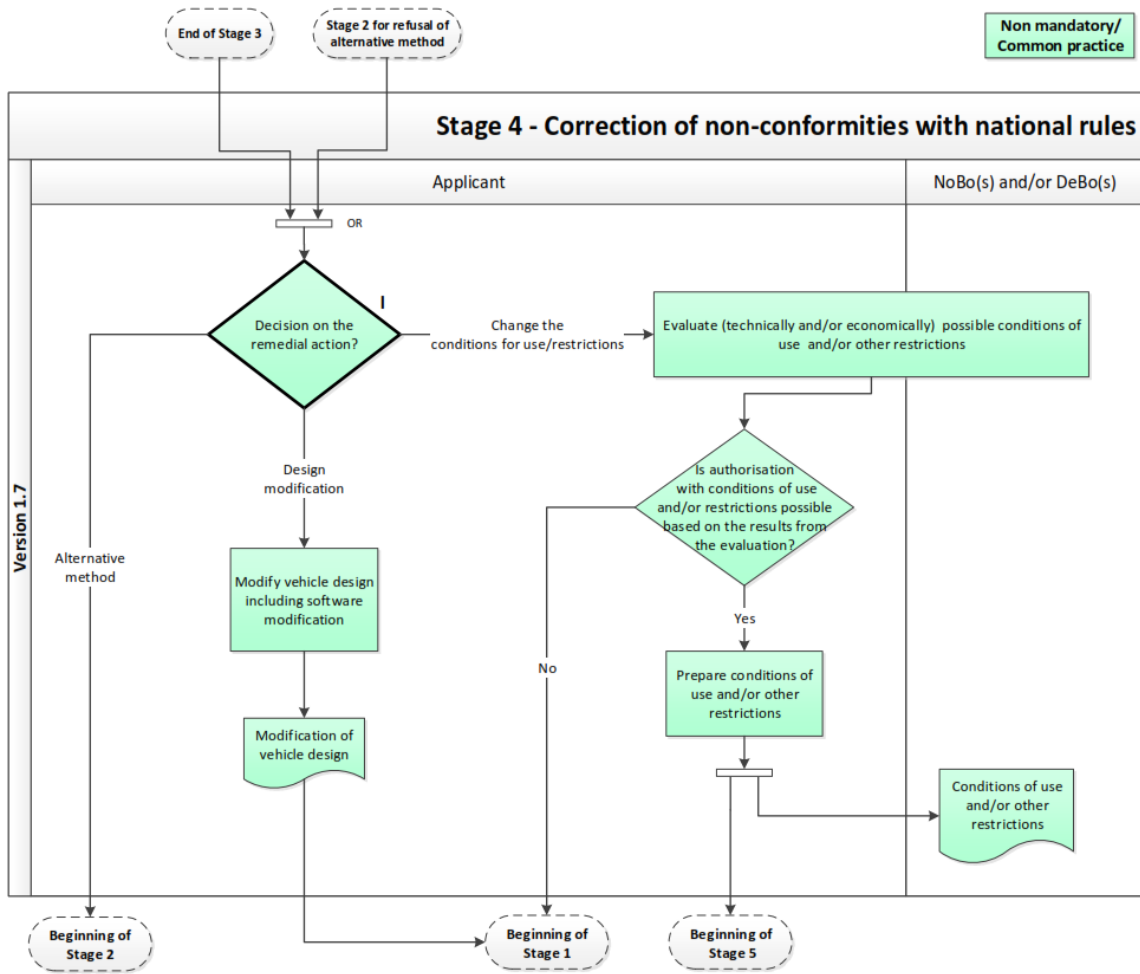 End of Stage 3
Stage 2 for refusal of
alternative method
Non mandatory/
Common practice
Stage 4 - Correction of non-conformities with national rules
Version 1.7
Applicant
NoBo(s) and/or DeBo(s)
OR
I
Decision on the
remedial action?
Change the
conditions for use/restrictions
Evaluate (technically and/or economically) possible conditions of
use and/or other restrictions
Design
modification
Is authorisation
with conditions of use
and/or restrictions possible
based on the results from
the evaluation?
Alternative
method
Modify vehicle design
including software
modification
Yes
No
Prepare conditions of
use and/or other
restrictions
Modification of
vehicle design
Conditions of use
and/or other
restrictions
Beginning of
Stage 2
Beginning of
Stage 1
Beginning of
Stage 5